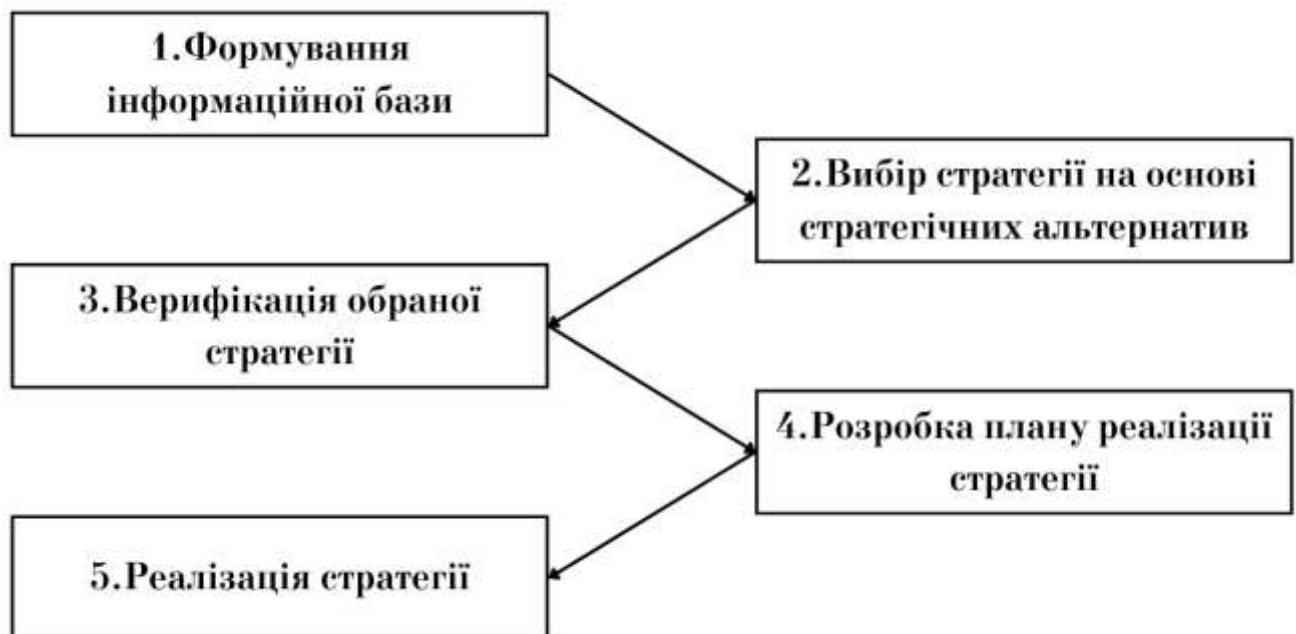 1.Формування
інформаційної бази
2.Вибір стратегії на основі
стратегічних альтернатив
3.Верифікація обраної
стратегії
4.Розробка плану реалізації
стратегії
5.Реалізація стратегії